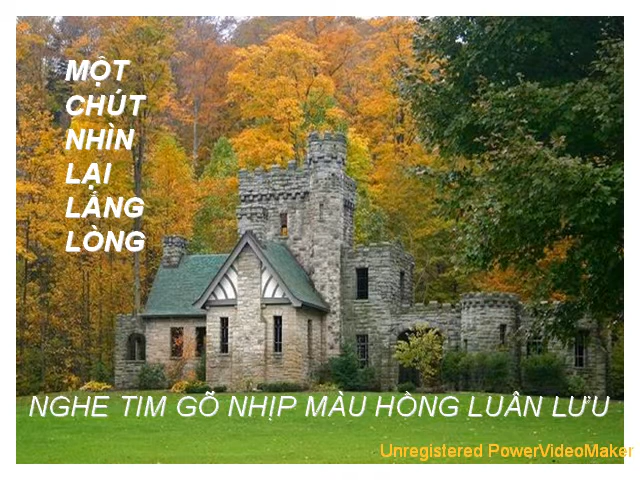 MỘT
CHÚT
NHÌN
LẠI
LẮNG
LÒNG
NGHE TIM GÕ NHỊP MÀU HỒNG LUÂN LƯU
Unregistered PowerVideoMaker